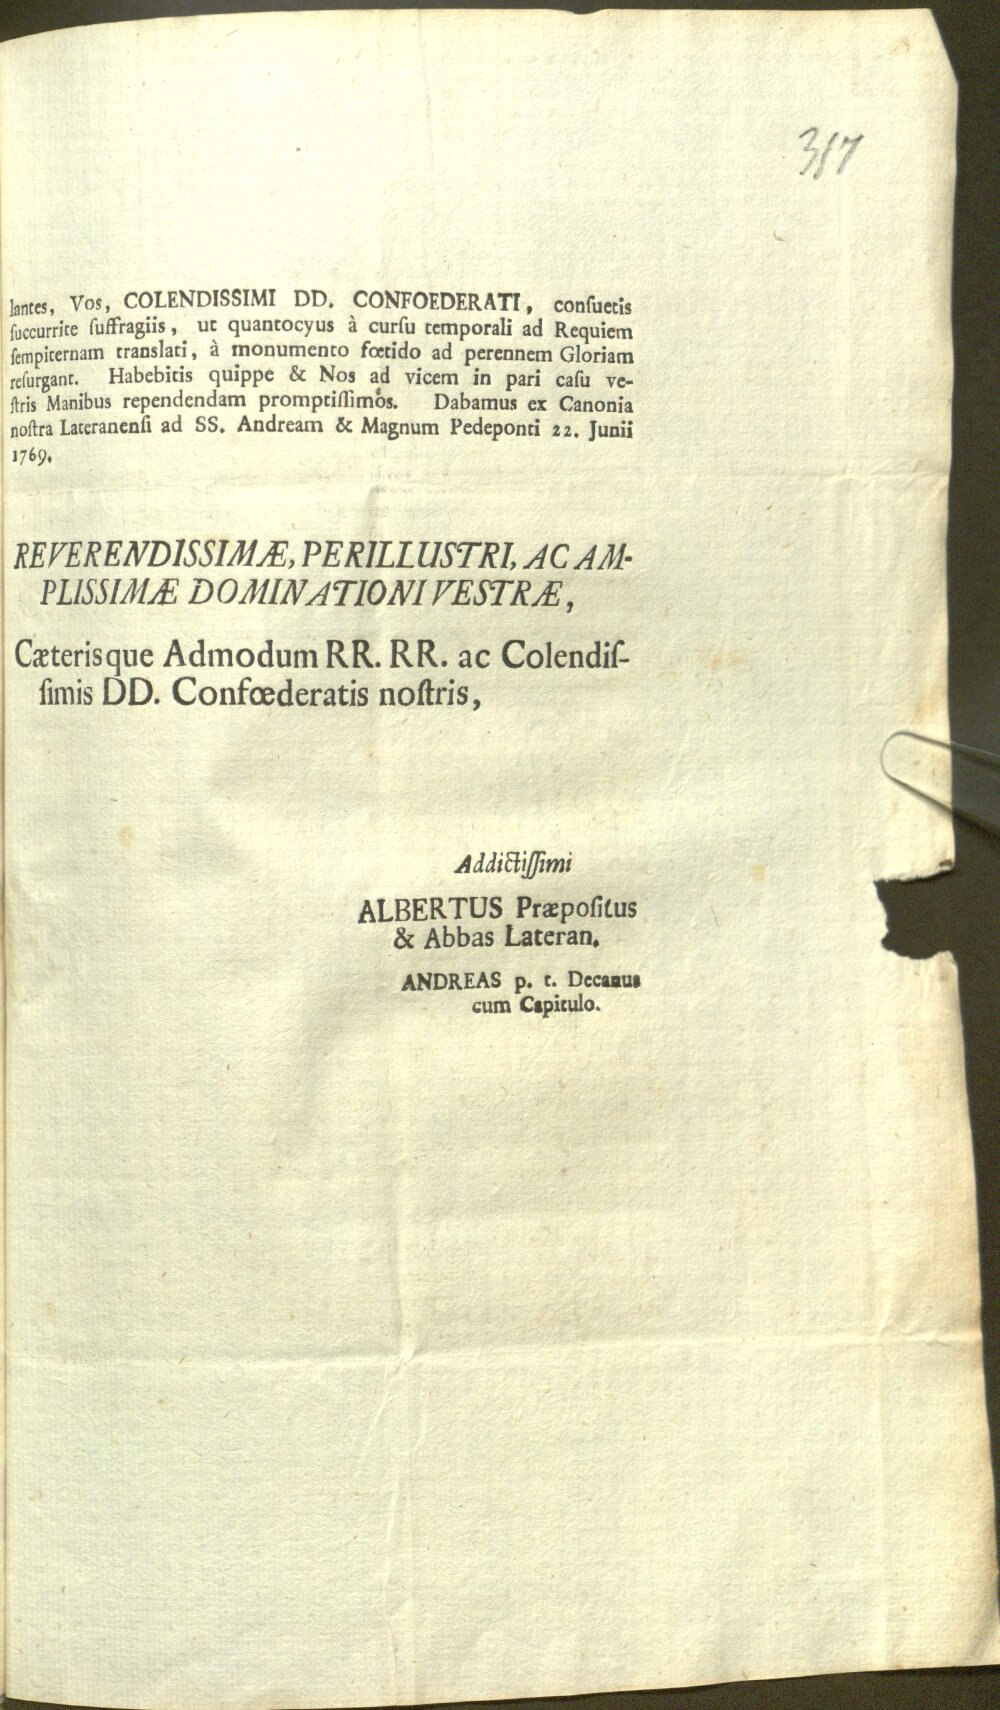 317
lantes, Vos, COLENDISSIMI DD. CONFOEDERATI, conſuetis
ſuccurrite ſuffragiis, ut quantocyus à curſu temporali ad Requiem
ſempiternam translati, à monumento fœtido ad perennem Gloriam
reſurgant. Habebitis quippe & Nos ad vicem in pari caſu ve-
ſtris Manibus rependendam promptiſſimos. Dabamus ex Canonia
noſtra Lateranenſi ad SS. Andream & Magnum Pedeponti 22. Junii
1769.
REVERENDISSIMÆ, PERILLUSTRI, AC AM-
PLISSIMÆ DOMINATIONI VESTRÆ,
Cæterisque Admodum RR. RR. ac Colendiſ-
ſimis DD. Confœderatis noſtris,
Addictiſſimi
ALBERTUS Præpoſitus
& Abbas Lateran.
ANDREAS p. t. Decanus
cum Capitulo.